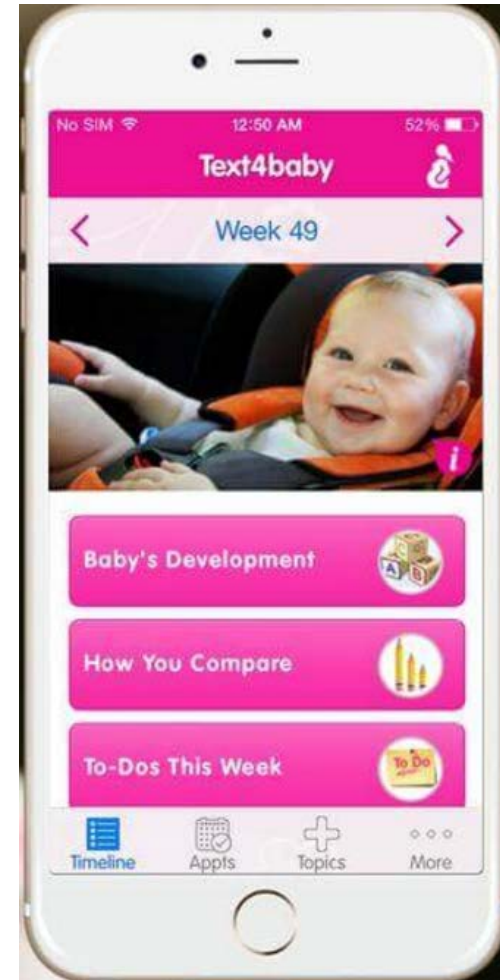 No SIM 12:50 AM 52%
Text4baby
Week 49
i
Baby's Development
C
A B
How You Compare
To-Dos This Week
To Do
Timeline Appts Topics More